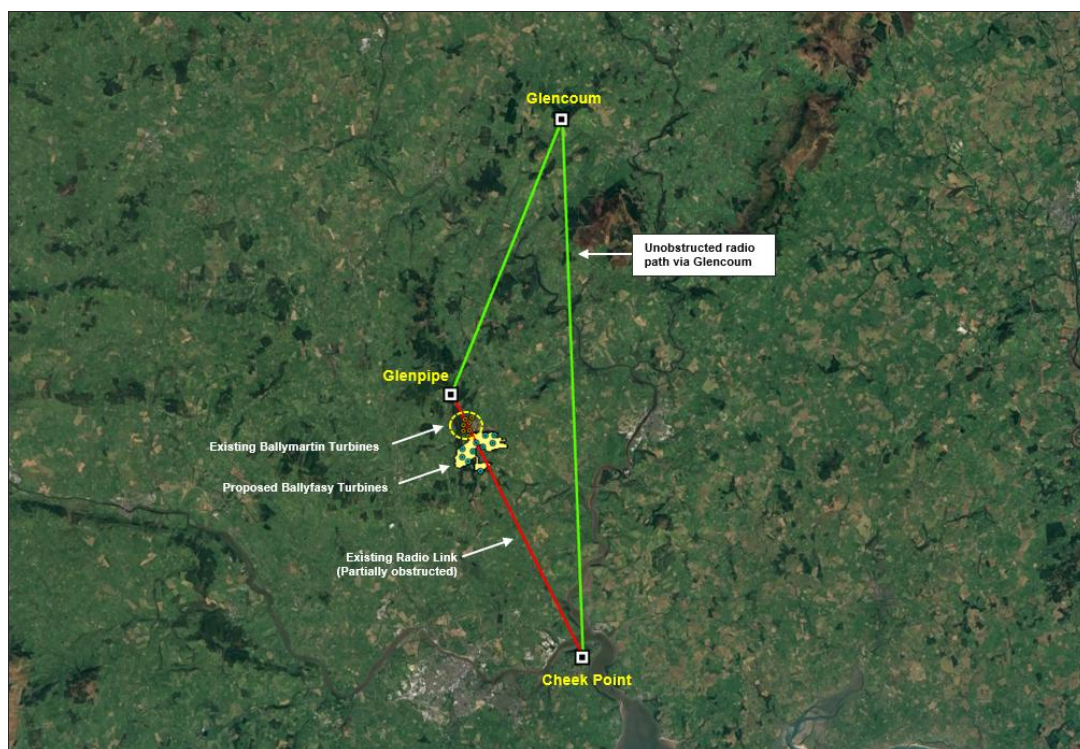 Glencoum
Unobstructed radio
path via Glencoum
Glenpipe
Existing Ballymartin Turbines
Proposed Ballyfasy Turbines
Existing Radio Link
(Partially obstructed)
Cheek Point